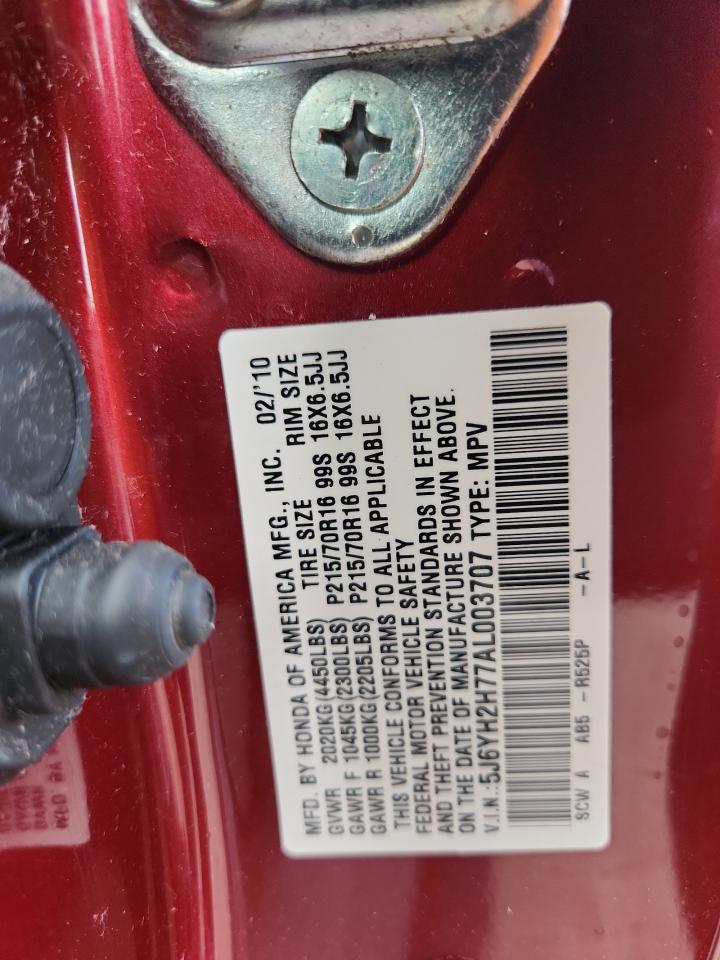 MFD. BY HONDA OF AMERICA MFG., INC. 02/'10
GVWR 2020KG(4450LBS) TIRE SIZE RIM SIZE
GAWR F 1045KG(2300LBS) P215/70R16 99S 16X6.5JJ
GAWR R 1000KG(2205LBS) P215/70R16 99S 16X6.5JJ
THIS VEHICLE CONFORMS TO ALL APPLICABLE
FEDERAL MOTOR VEHICLE SAFETY
AND THEFT PREVENTION STANDARDS IN EFFECT
ON THE DATE OF MANUFACTURE SHOWN ABOVE.
V.I.N.:5J6YH2H77AL003707 TYPE: MPV
SCW A AB5 -R525P -A-L